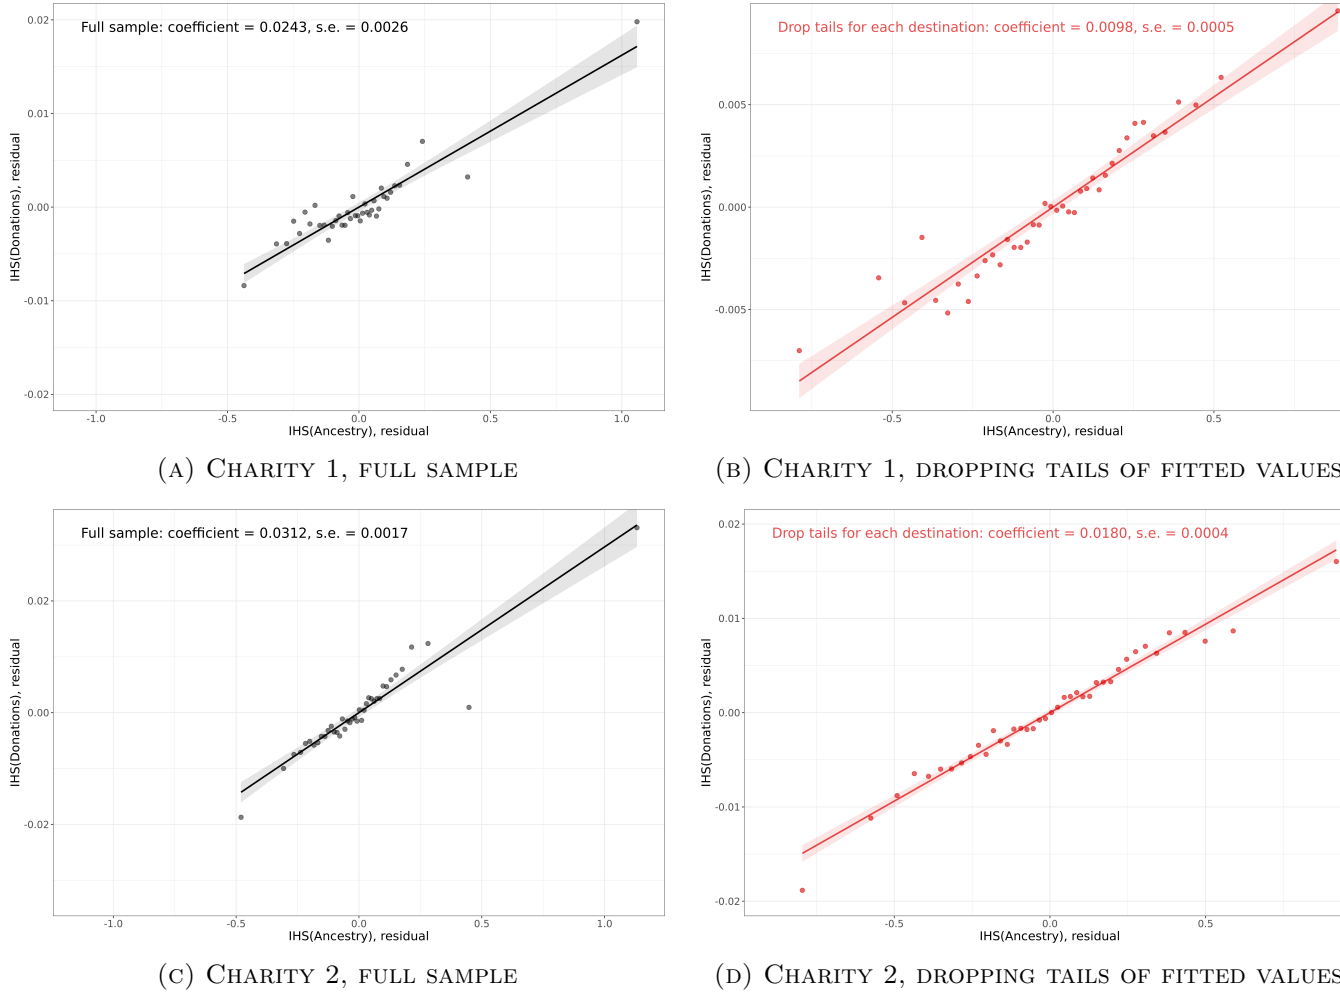 Full sample: coefficient = 0.0243, s.e. = 0.0026
0.02
0.01
0.00
-0.01
-0.02
IHS(Donations), residual
-1.0 -0.5 0.0 0.5 1.0
IHS(Ancestry), residual
(A) CHARITY 1, FULL SAMPLE
Drop tails for each destination: coefficient = 0.0098, s.e. = 0.0005
0.005
0.000
-0.005
IHS(Donations), residual
-0.5 0.0 0.5
IHS(Ancestry), residual
(B) CHARITY 1, DROPPING TAILS OF FITTED VALUES
Full sample: coefficient = 0.0312, s.e. = 0.0017
0.02
0.00
-0.02
IHS(Donations), residual
-1.0 -0.5 0.0 0.5 1.0
IHS(Ancestry), residual
(C) CHARITY 2, FULL SAMPLE
Drop tails for each destination: coefficient = 0.0180, s.e. = 0.0004
0.02
0.01
0.00
-0.01
-0.02
IHS(Donations), residual
-0.5 0.0 0.5
IHS(Ancestry), residual
(D) CHARITY 2, DROPPING TAILS OF FITTED VALUES